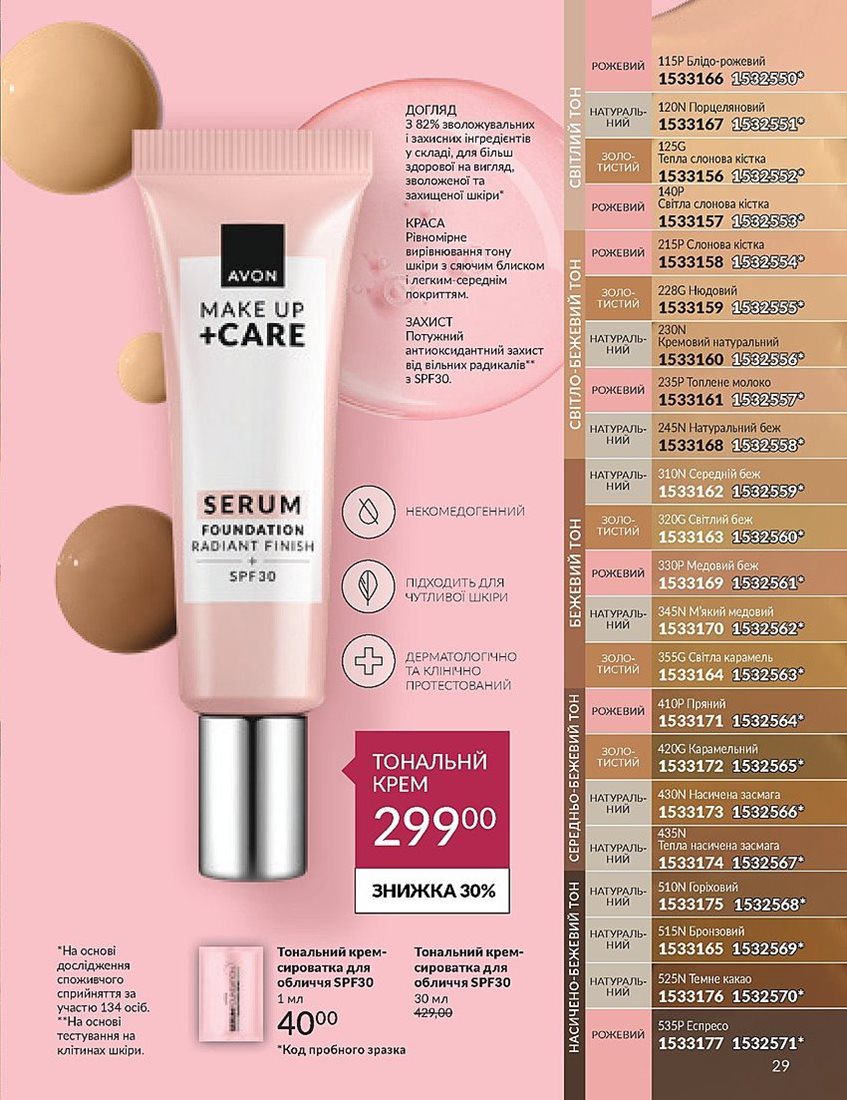 ДОГЛЯД
З 82% зволожувальних
і захисних інгредієнтів
у складі, для більш
здорової на вигляд,
зволоженої та
захищеної шкіри*
КРАСА
Рівномірне
вирівнювання тону
шкіри з сяючим блиском
і легким-середнім
покриттям.
ЗАХИСТ
Потужний
антиоксидантний захист
від вільних радикалів**
з SPF30.
AVON
MAKE UP
+CARE
SERUM
FOUNDATION
RADIANT FINISH
+
SPF30
НЕКОМЕДОГЕННИЙ
ПІДХОДИТЬ ДЛЯ
ЧУТЛИВОЇ ШКІРИ
ДЕРМАТОЛОГІЧНО
ТА КЛІНІЧНО
ПРОТЕСТОВАНИЙ
ТОНАЛЬНЙ
КРЕМ
299⁰⁰
ЗНИЖКА 30%
*На основі
дослідження
споживчого
сприйняття за
участю 134 осіб.
**На основі
тестування на
клітинах шкіри.
Тональний крем-
сироватка для
обличчя SPF30
1 мл
40⁰⁰
*Код пробного зразка
Тональний крем-
сироватка для
обличчя SPF30
30 мл
429,00
СВІТЛИЙ ТОН
РОЖЕВИЙ
115P Блідо-рожевий
1533166 1532550*
НАТУРАЛЬ-
НИЙ
120N Порцеляновий
1533167 1532551*
ЗОЛО-
ТИСТИЙ
125G
Тепла слонова кістка
1533156 1532552*
РОЖЕВИЙ
140P
Світла слонова кістка
1533157 1532553*
СВІТЛО-БЕЖЕВИЙ ТОН
РОЖЕВИЙ
215P Слонова кістка
1533158 1532554*
ЗОЛО-
ТИСТИЙ
228G Нюдовий
1533159 1532555*
НАТУРАЛЬ-
НИЙ
230N
Кремовий натуральний
1533160 1532556*
РОЖЕВИЙ
235P Топлене молоко
1533161 1532557*
НАТУРАЛЬ-
НИЙ
245N Натуральний беж
1533168 1532558*
БЕЖЕВИЙ ТОН
НАТУРАЛЬ-
НИЙ
310N Середній беж
1533162 1532559*
ЗОЛО-
ТИСТИЙ
320G Світлий беж
1533163 1532560*
РОЖЕВИЙ
330P Медовий беж
1533169 1532561*
НАТУРАЛЬ-
НИЙ
345N М'який медовий
1533170 1532562*
ЗОЛО-
ТИСТИЙ
355G Світла карамель
1533164 1532563*
СЕРЕДНЬО-БЕЖЕВИЙ ТОН
РОЖЕВИЙ
410P Пряний
1533171 1532564*
ЗОЛО-
ТИСТИЙ
420G Карамельний
1533172 1532565*
НАТУРАЛЬ-
НИЙ
430N Насичена засмага
1533173 1532566*
НАТУРАЛЬ-
НИЙ
435N
Тепла насичена засмага
1533174 1532567*
НАСИЧЕНО-БЕЖЕВИЙ ТОН
НАТУРАЛЬ-
НИЙ
510N Горіховий
1533175 1532568*
НАТУРАЛЬ-
НИЙ
515N Бронзовий
1533165 1532569*
НАТУРАЛЬ-
НИЙ
525N Темне какао
1533176 1532570*
РОЖЕВИЙ
535P Еспресо
1533177 1532571*
29